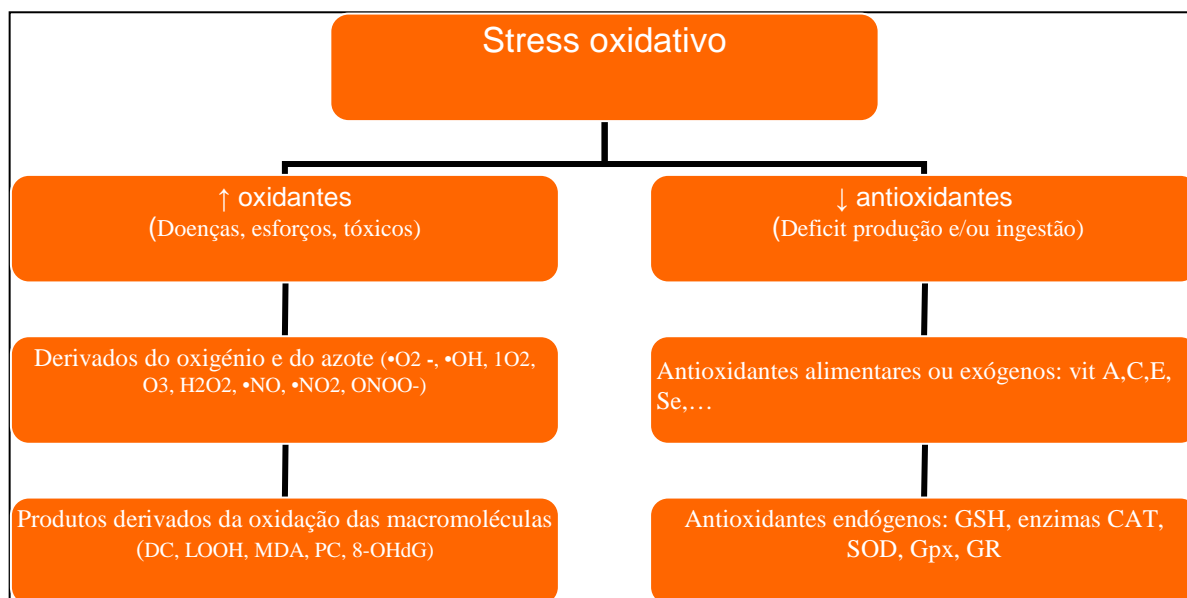 Stress oxidativo
↑ oxidantes
(Doenças, esforços, tóxicos)
↓ antioxidantes
(Deficit produção e/ou ingestão)
Derivados do oxigénio e do azote (•O2 -, •OH, 1O2,
O3, H2O2, •NO, •NO2, ONOO-)
Antioxidantes alimentares ou exógenos: vit A,C,E,
Se,…
Produtos derivados da oxidação das macromoléculas
(DC, LOOH, MDA, PC, 8-OHdG)
Antioxidantes endógenos: GSH, enzimas CAT,
SOD, Gpx, GR